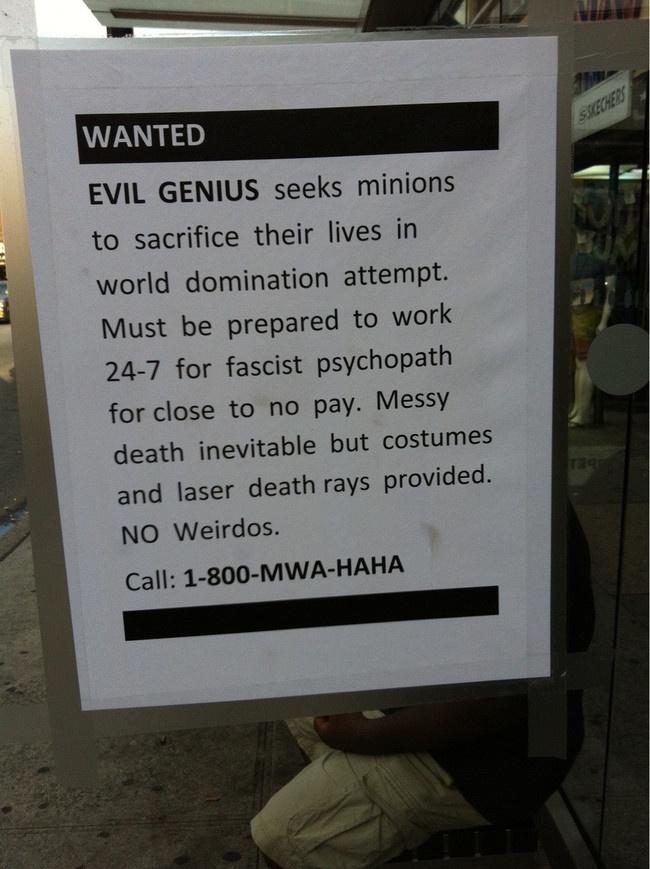 WANTED
EVIL GENIUS seeks minions
to sacrifice their lives in
world domination attempt.
Must be prepared to work
24-7 for fascist psychopath
for close to no pay. Messy
death inevitable but costumes
and laser death rays provided.
NO Weirdos.
Call: 1-800-MWA-HAHA
SKECHERS